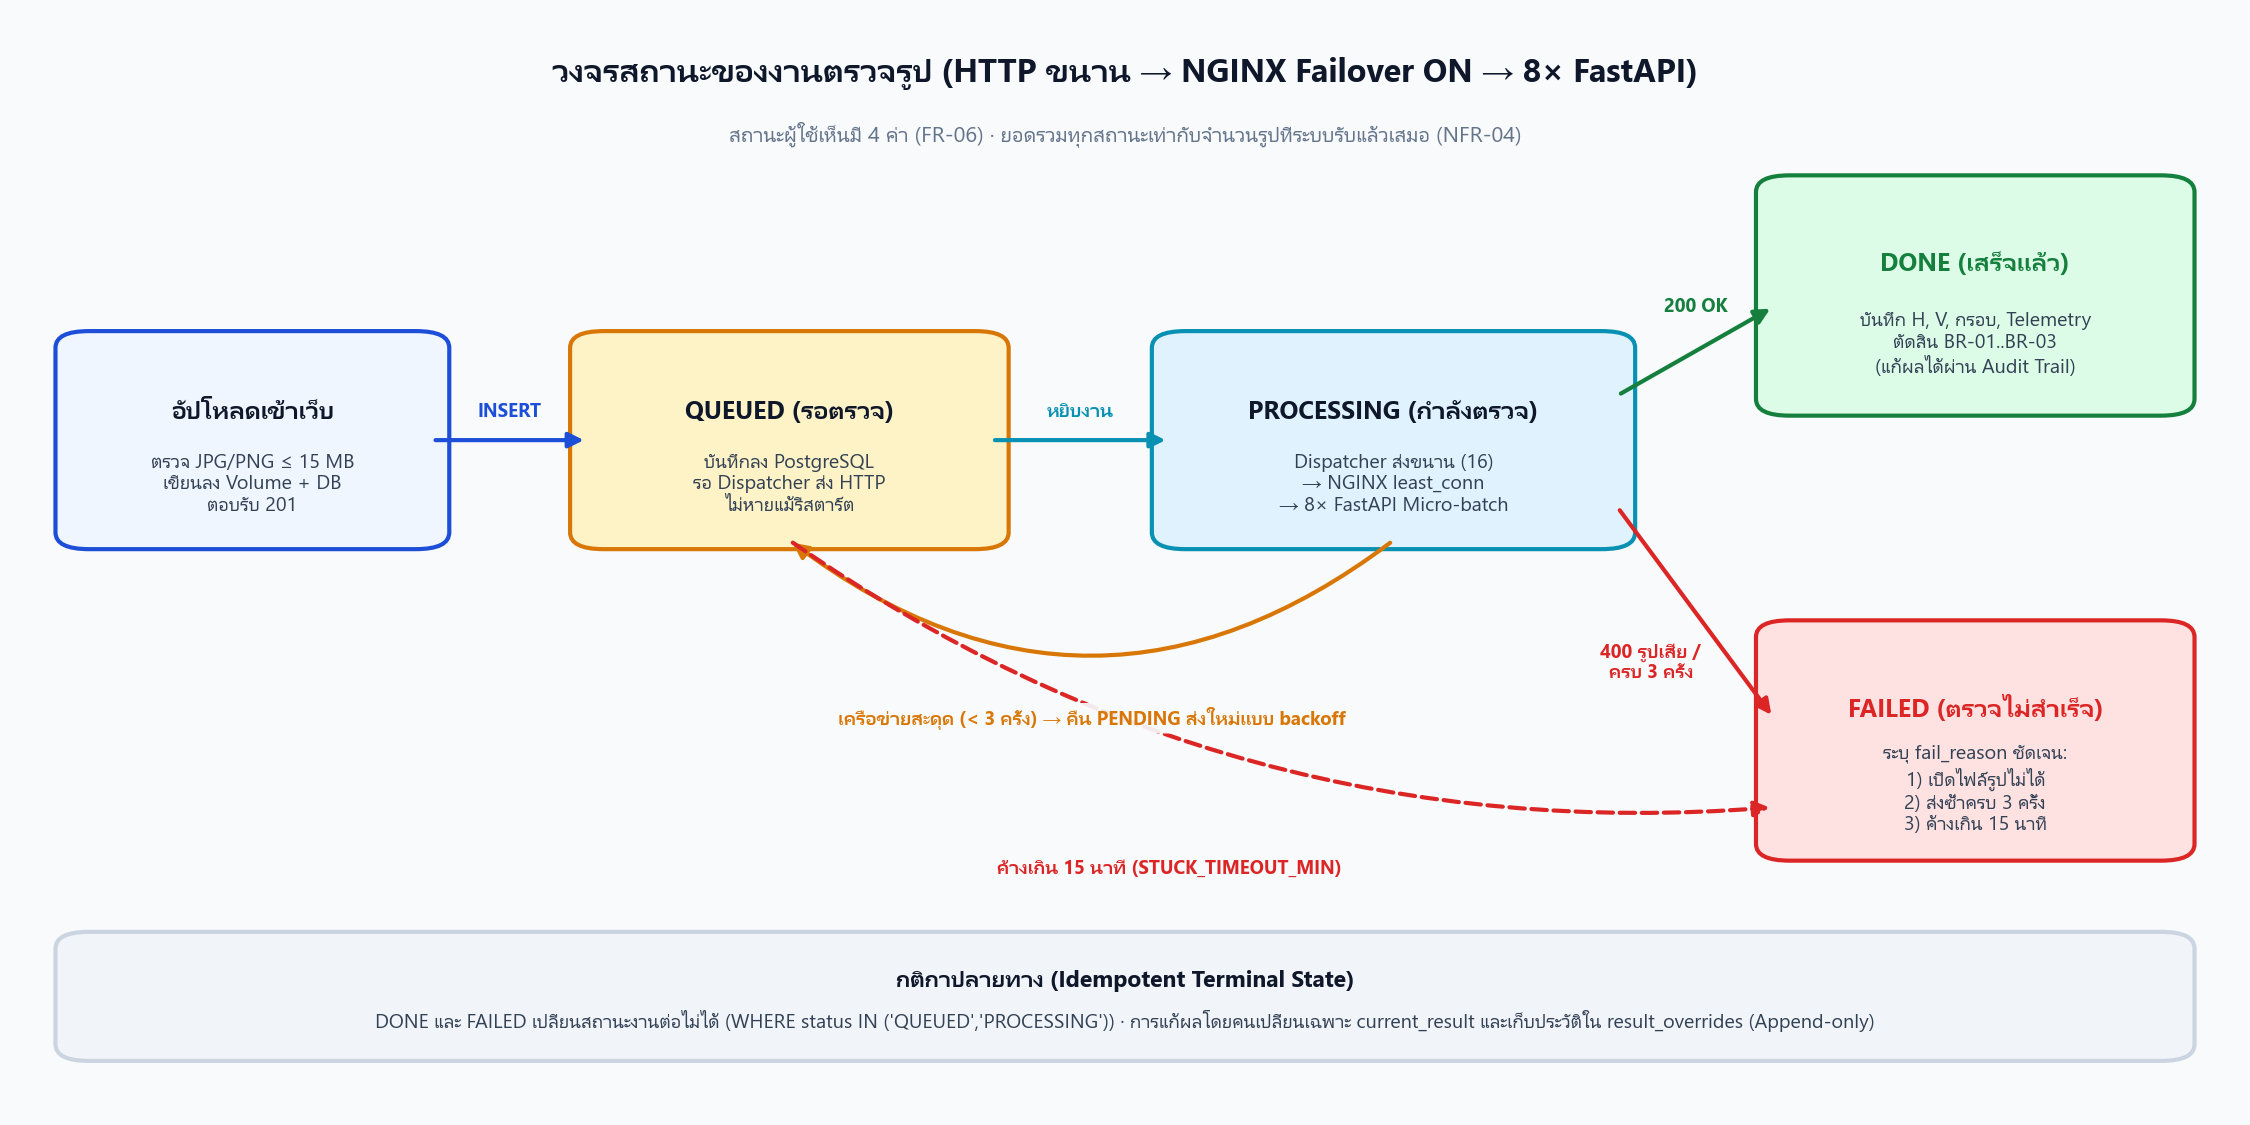 วงจรสถานะของงานตรวจรูป (HTTP ขนาน → NGINX Failover ON → 8× FastAPI)
สถานะผู้ใช้เห็นมี 4 ค่า (FR-06) · ยอดรวมทุกสถานะเท่ากับจำนวนรูปที่ระบบรับแล้วเสมอ (NFR-04)
อัปโหลดเข้าเว็บ
ตรวจ JPG/PNG ≤ 15 MB
เขียนลง Volume + DB
ตอบรับ 201
INSERT
QUEUED (รอตรวจ)
บันทึกลง PostgreSQL
รอ Dispatcher ส่ง HTTP
ไม่หายแม้รีสตาร์ต
หยิบงาน
PROCESSING (กำลังตรวจ)
Dispatcher ส่งขนาน (16)
→ NGINX least_conn
→ 8× FastAPI Micro-batch
200 OK
DONE (เสร็จแล้ว)
บันทึก H, V, กรอบ, Telemetry
ตัดสิน BR-01..BR-03
(แก้ผลได้ผ่าน Audit Trail)
400 รูปเสีย /
ครบ 3 ครั้ง
FAILED (ตรวจไม่สำเร็จ)
ระบุ fail_reason ชัดเจน:
1) เปิดไฟล์รูปไม่ได้
2) ส่งซ้ำครบ 3 ครั้ง
3) ค้างเกิน 15 นาที
เครือข่ายสะดุด (< 3 ครั้ง) → คืน PENDING ส่งใหม่แบบ backoff
ค้างเกิน 15 นาที (STUCK_TIMEOUT_MIN)
กติกาปลายทาง (Idempotent Terminal State)
DONE และ FAILED เปลี่ยนสถานะงานต่อไม่ได้ (WHERE status IN ('QUEUED','PROCESSING')) · การแก้ผลโดยคนเปลี่ยนเฉพาะ current_result และเก็บประวัติใน result_overrides (Append-only)